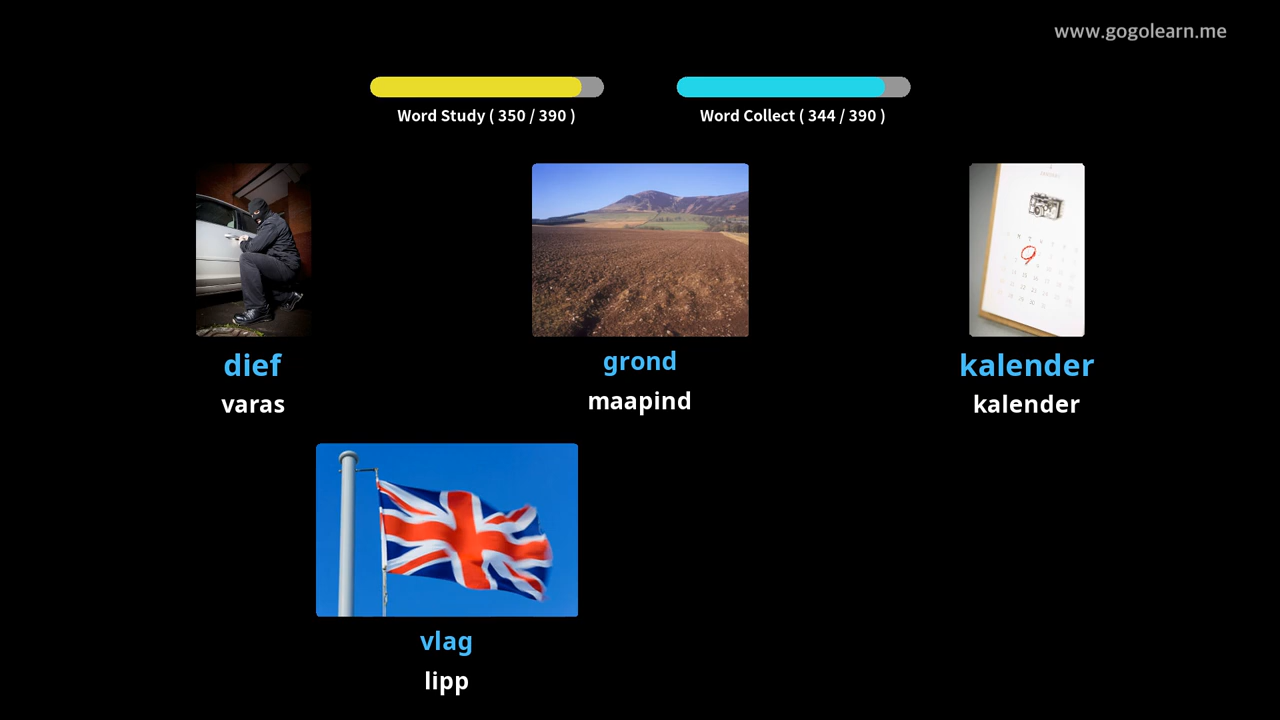 www.gogolearn.me
Word Study ( 350 / 390 )
Word Collect ( 344 / 390 )
dief
varas
grond
maapind
kalender
kalender
vlag
lipp